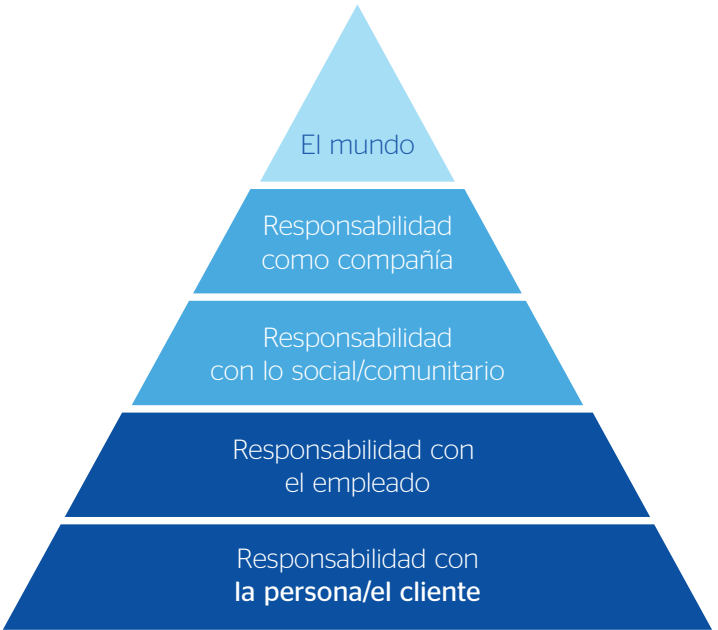 El mundo
Responsabilidad
como compañía
Responsabilidad
con lo social/comunitario
Responsabilidad con
el empleado
Responsabilidad con
la persona/el cliente